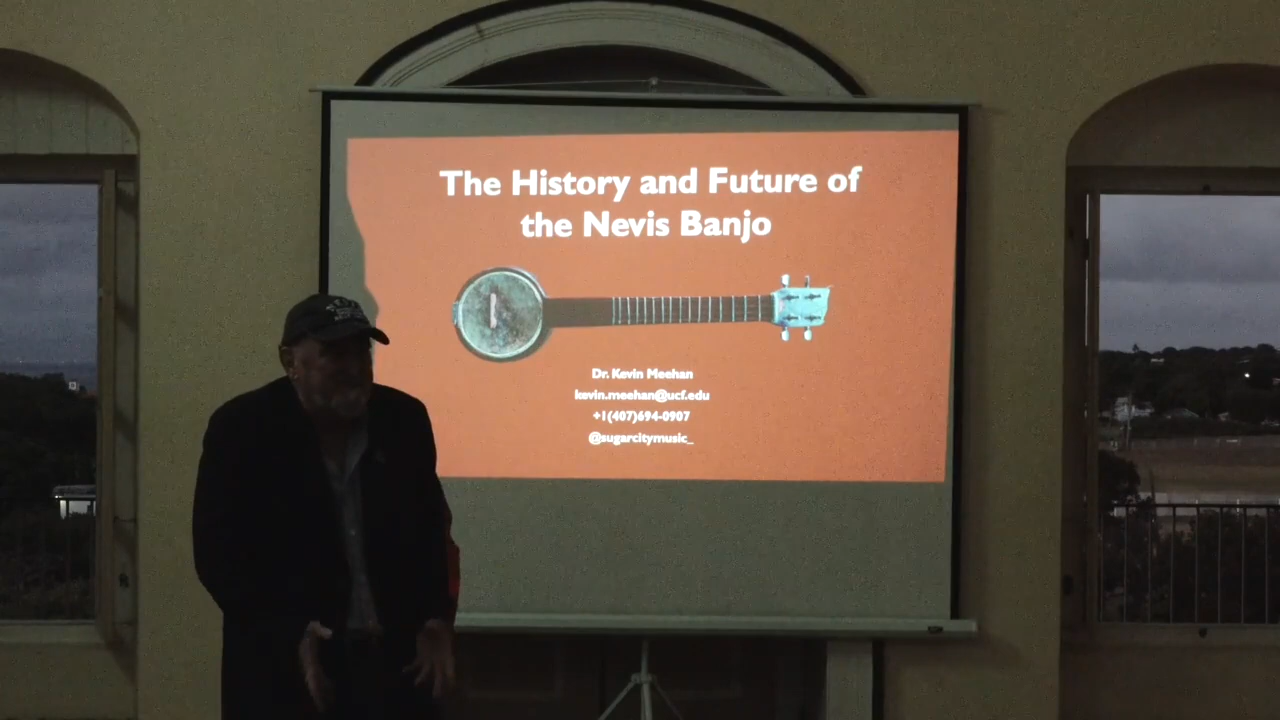 The History and Future of
the Nevis Banjo
Dr. Kevin Meehan
kevin.meehan@ucf.edu
+1(407)694-0907
@sugarcitymusic_